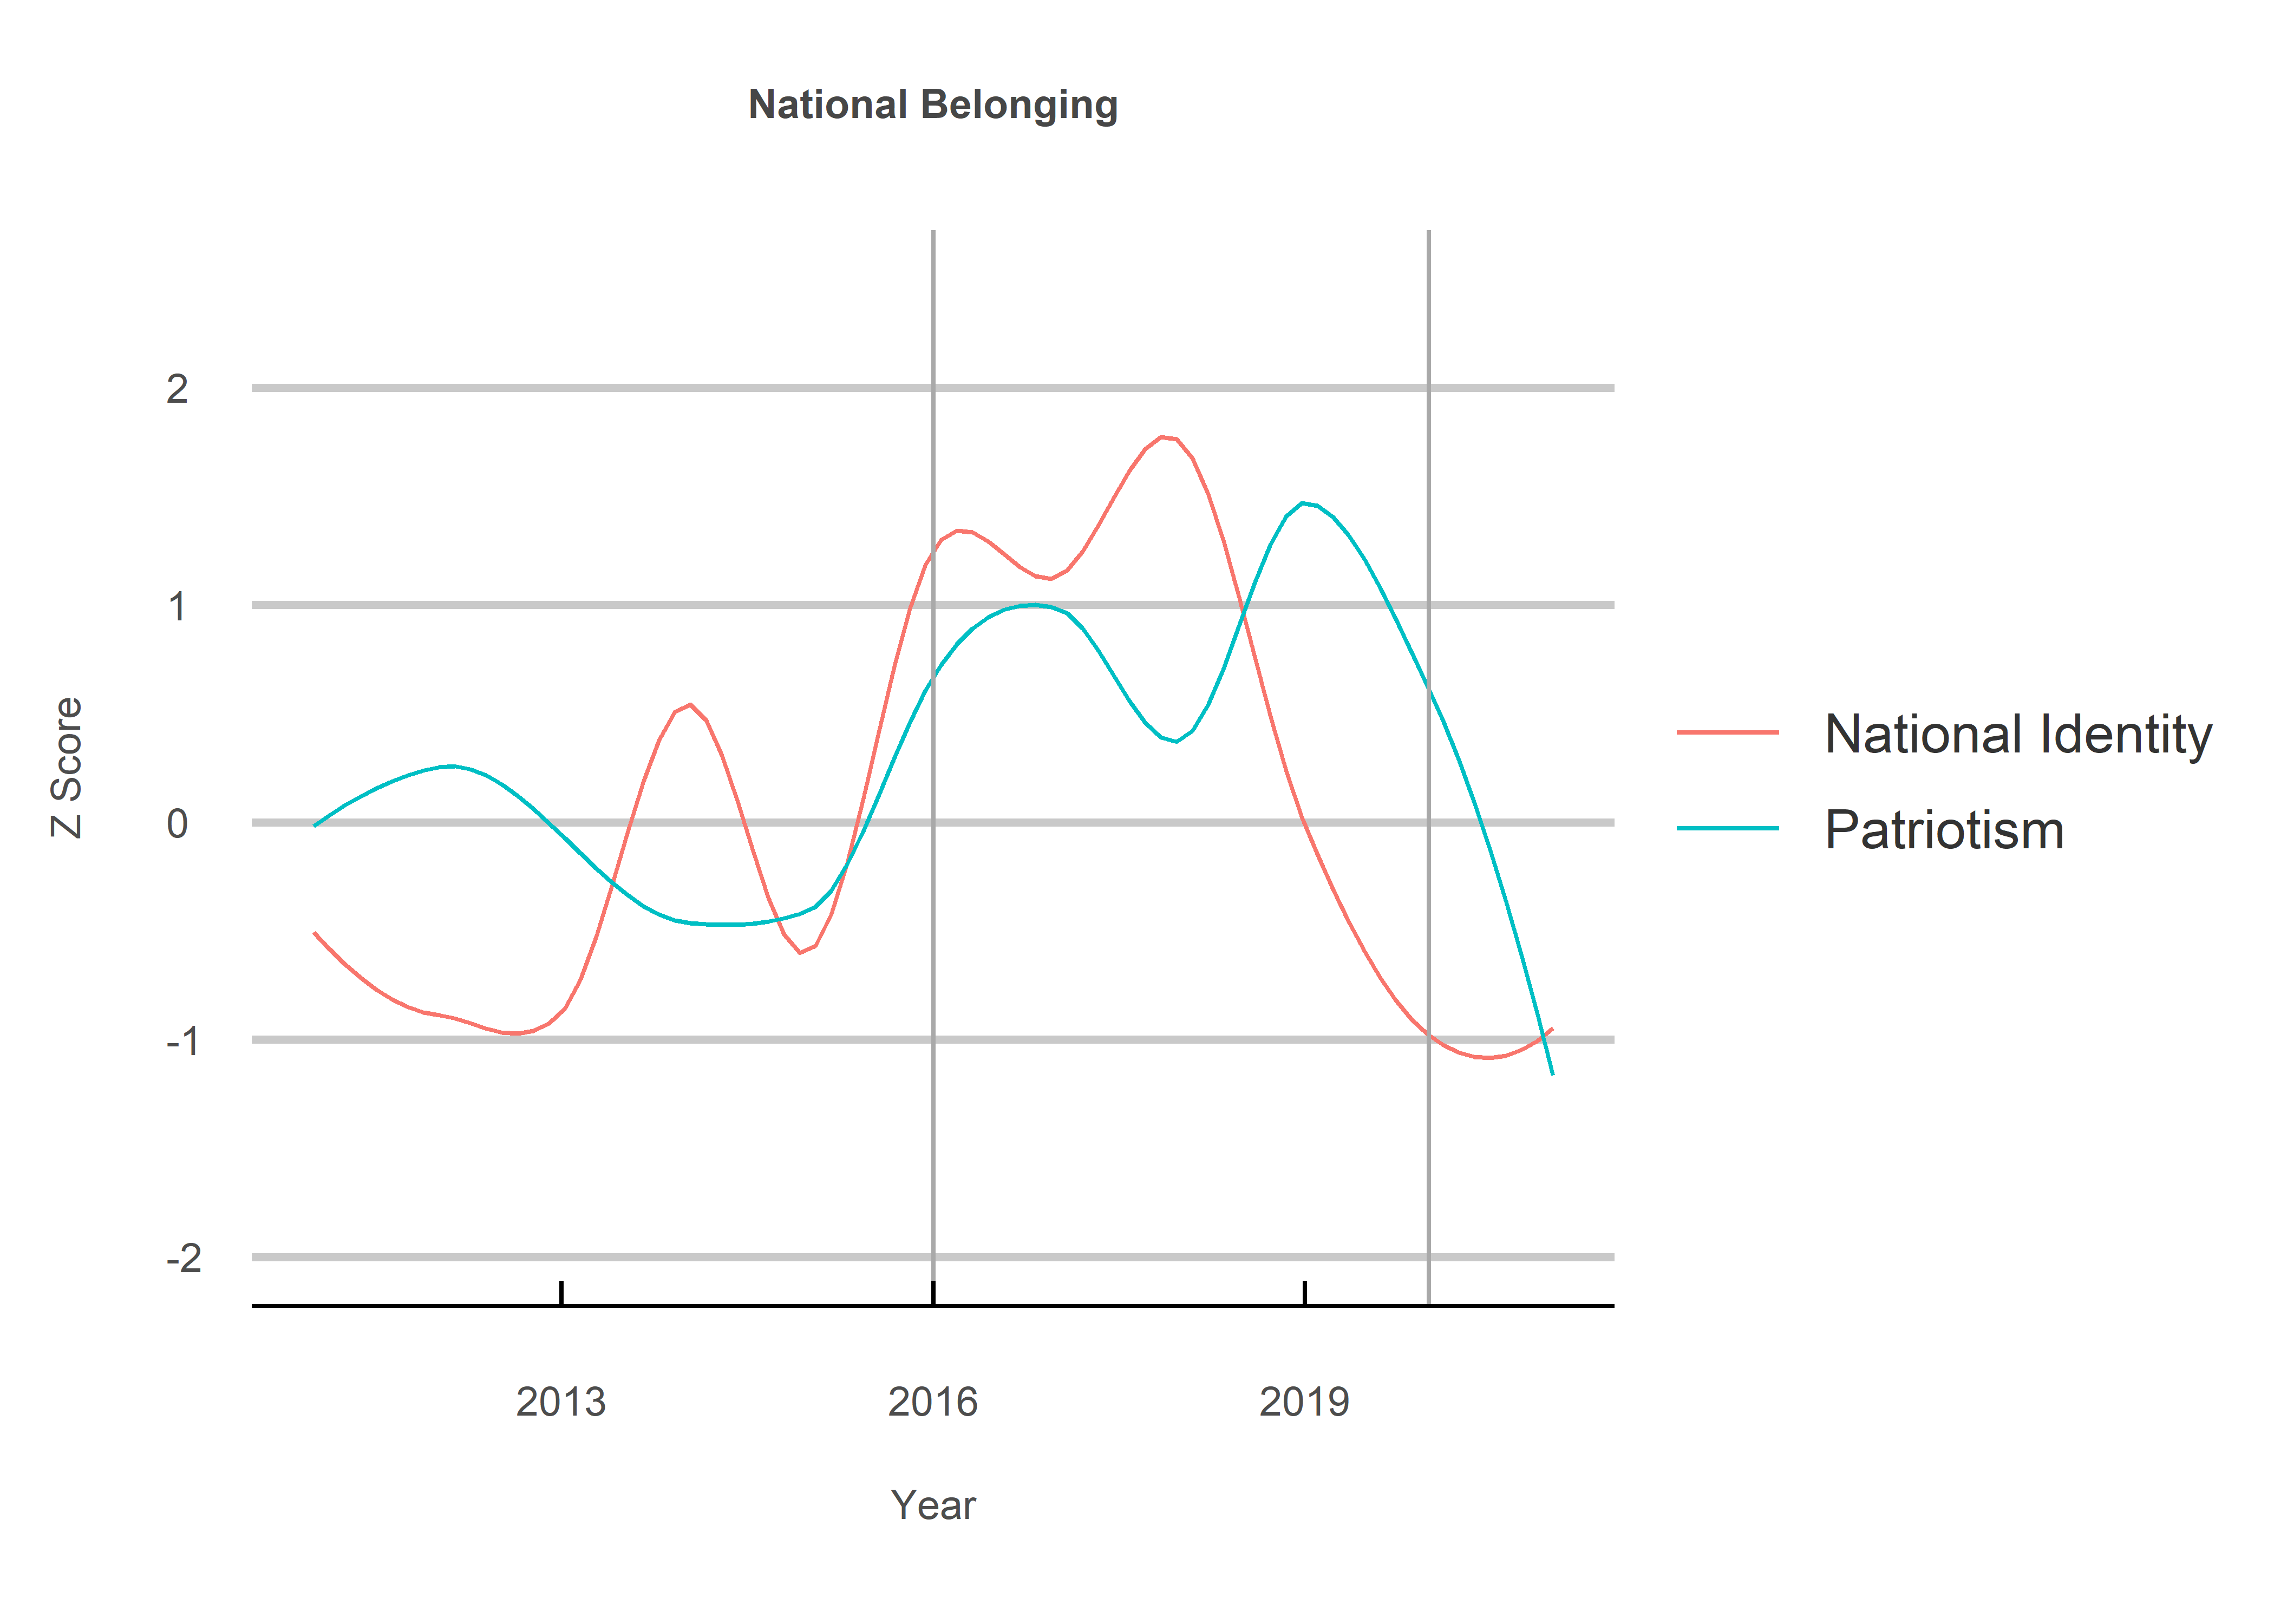 National Belonging
2
1
0
-1
-2
Z Score
National Identity
Patriotism
2013 2016 2019
Year